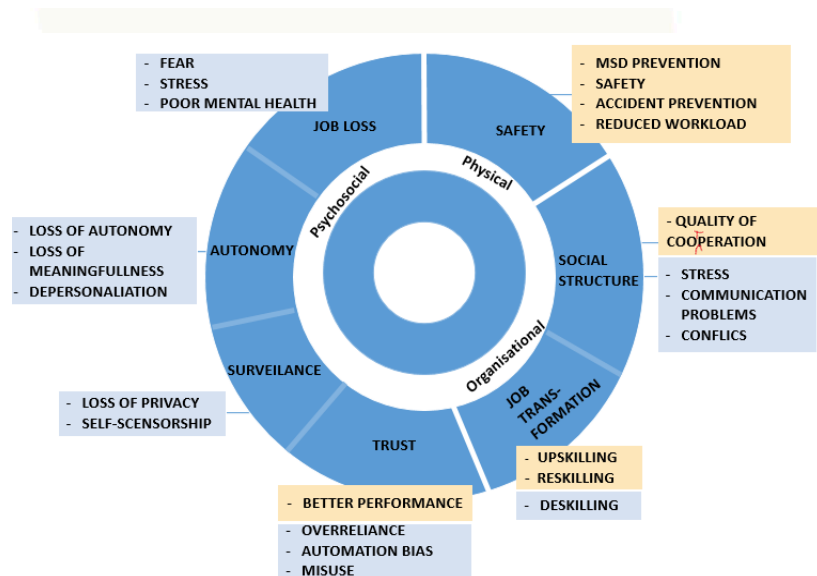 - FEAR
- STRESS
- POOR MENTAL HEALTH
JOB LOSS
- MSD PREVENTION
- SAFETY
- ACCIDENT PREVENTION
- REDUCED WORKLOAD
SAFETY
Psychosocial
Physical
Organisational
- LOSS OF AUTONOMY
- LOSS OF
MEANINGFULLNESS
- DEPERSONALIATION
AUTONOMY
SOCIAL
STRUCTURE
- QUALITY OF
COOPERATION
- STRESS
- COMMUNICATION
PROBLEMS
- CONFLICS
SURVEILANCE
- LOSS OF PRIVACY
- SELF-SCENSORSHIP
TRUST
- BETTER PERFORMANCE
- OVERRELIANCE
- AUTOMATION BIAS
- MISUSE
JOB
TRANS-
FORMATION
- UPSKILLING
- RESKILLING
- DESKILLING